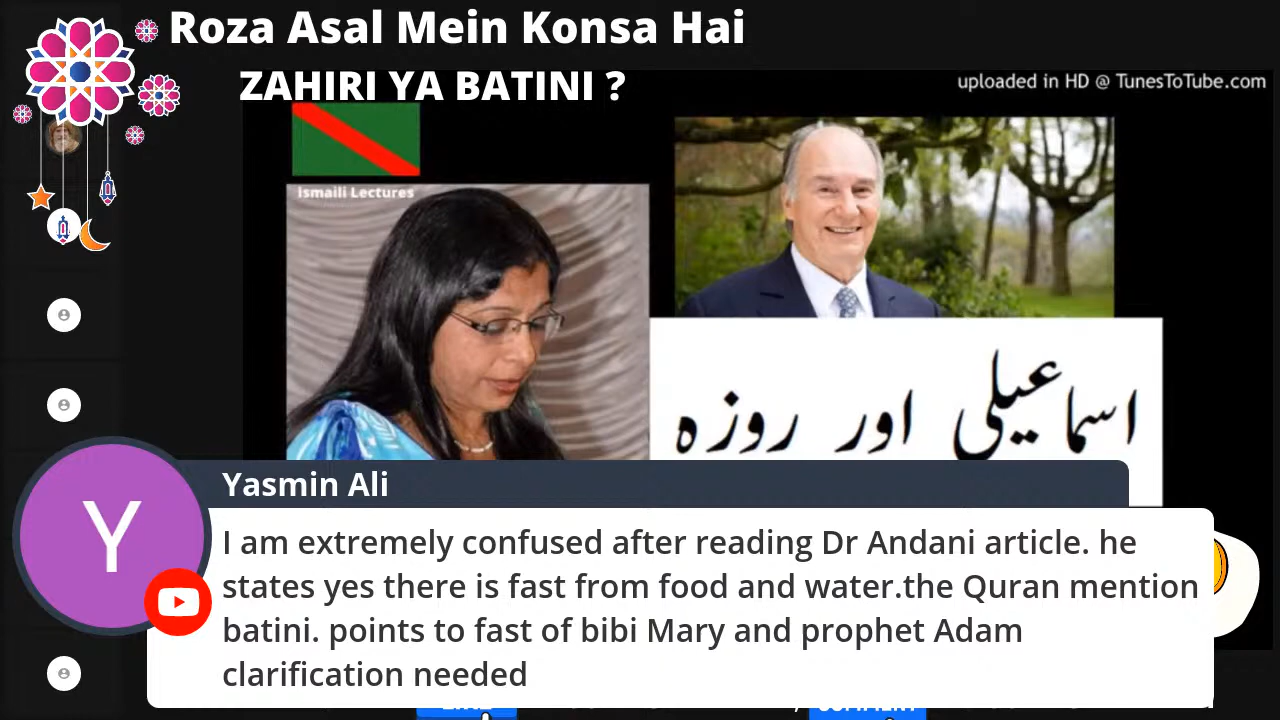 Roza Asal Mein Konsa Hai
ZAHIRI YA BATINI ?
uploaded in HD @ TunesToTube.com
ismaili Lectures
اسماعیلی اور روزہ
Y
Yasmin Ali
I am extremely confused after reading Dr Andani article. he
states yes there is fast from food and water.the Quran mention
batini. points to fast of bibi Mary and prophet Adam
clarification needed